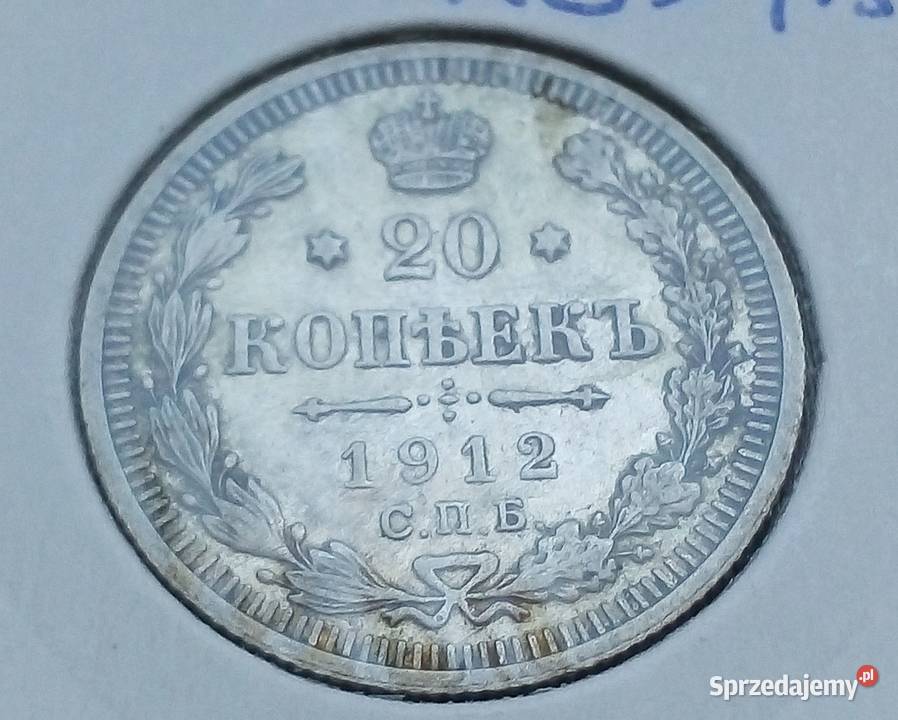 20
КОПѢЕКЪ
1912
С.П.Б.
Sprzedajemy.pl